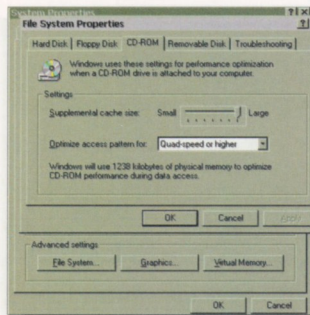 System Properties
File System Properties
Hard Disk Floppy Disk CD-ROM Removable Disk Troubleshooting
Windows uses these settings for performance optimization
when a CD-ROM drive is attached to your computer.
Settings
Supplemental cache size: Small Large
Optimize access pattern for: Quad-speed or higher
Windows will use 1238 kilobytes of physical memory to optimize
CD-ROM performance during data access.
OK Cancel Apply
Advanced settings
File System... Graphics... Virtual Memory...
OK Cancel